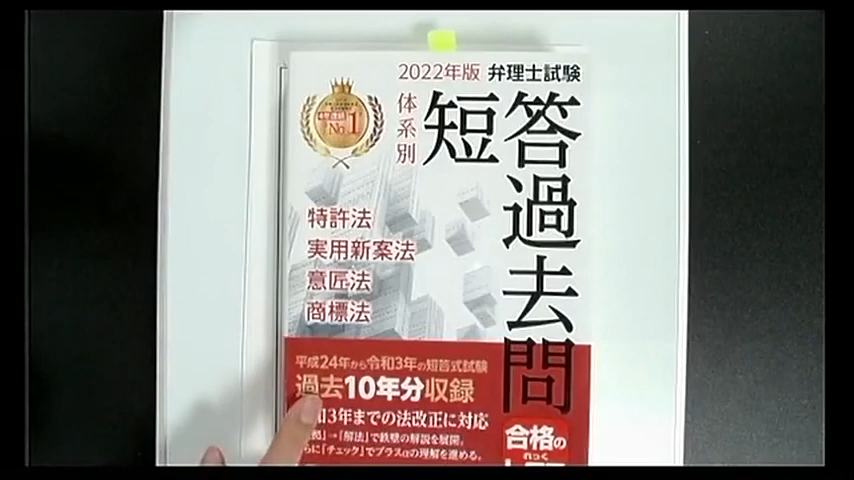 2022年版 弁理士試験
体系別
短答過去問
No.1
特許法
実用新案法
意匠法
商標法
平成24年から令和3年の短答式試験
過去10年分収録
和3年までの法改正に対応
拠」→「解法」で鉄壁の解説を展開。
らに「チェック」でプラスαの理解を進める。
合格の